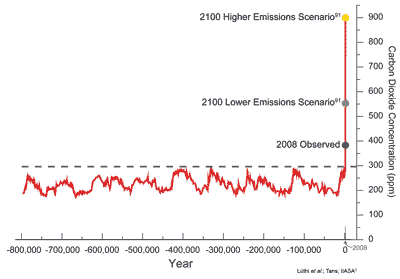 2100 Higher Emissions Scenario⁹¹
2100 Lower Emissions Scenario⁹¹
2008 Observed
900
800
700
600
500
400
300
200
100
0
Carbon Dioxide Concentration (ppm)
-800,000 -700,000 -600,000 -500,000 -400,000 -300,000 -200,000 -100,000 0
2008
Year
Lüthi et al.; Tans; IIASA²